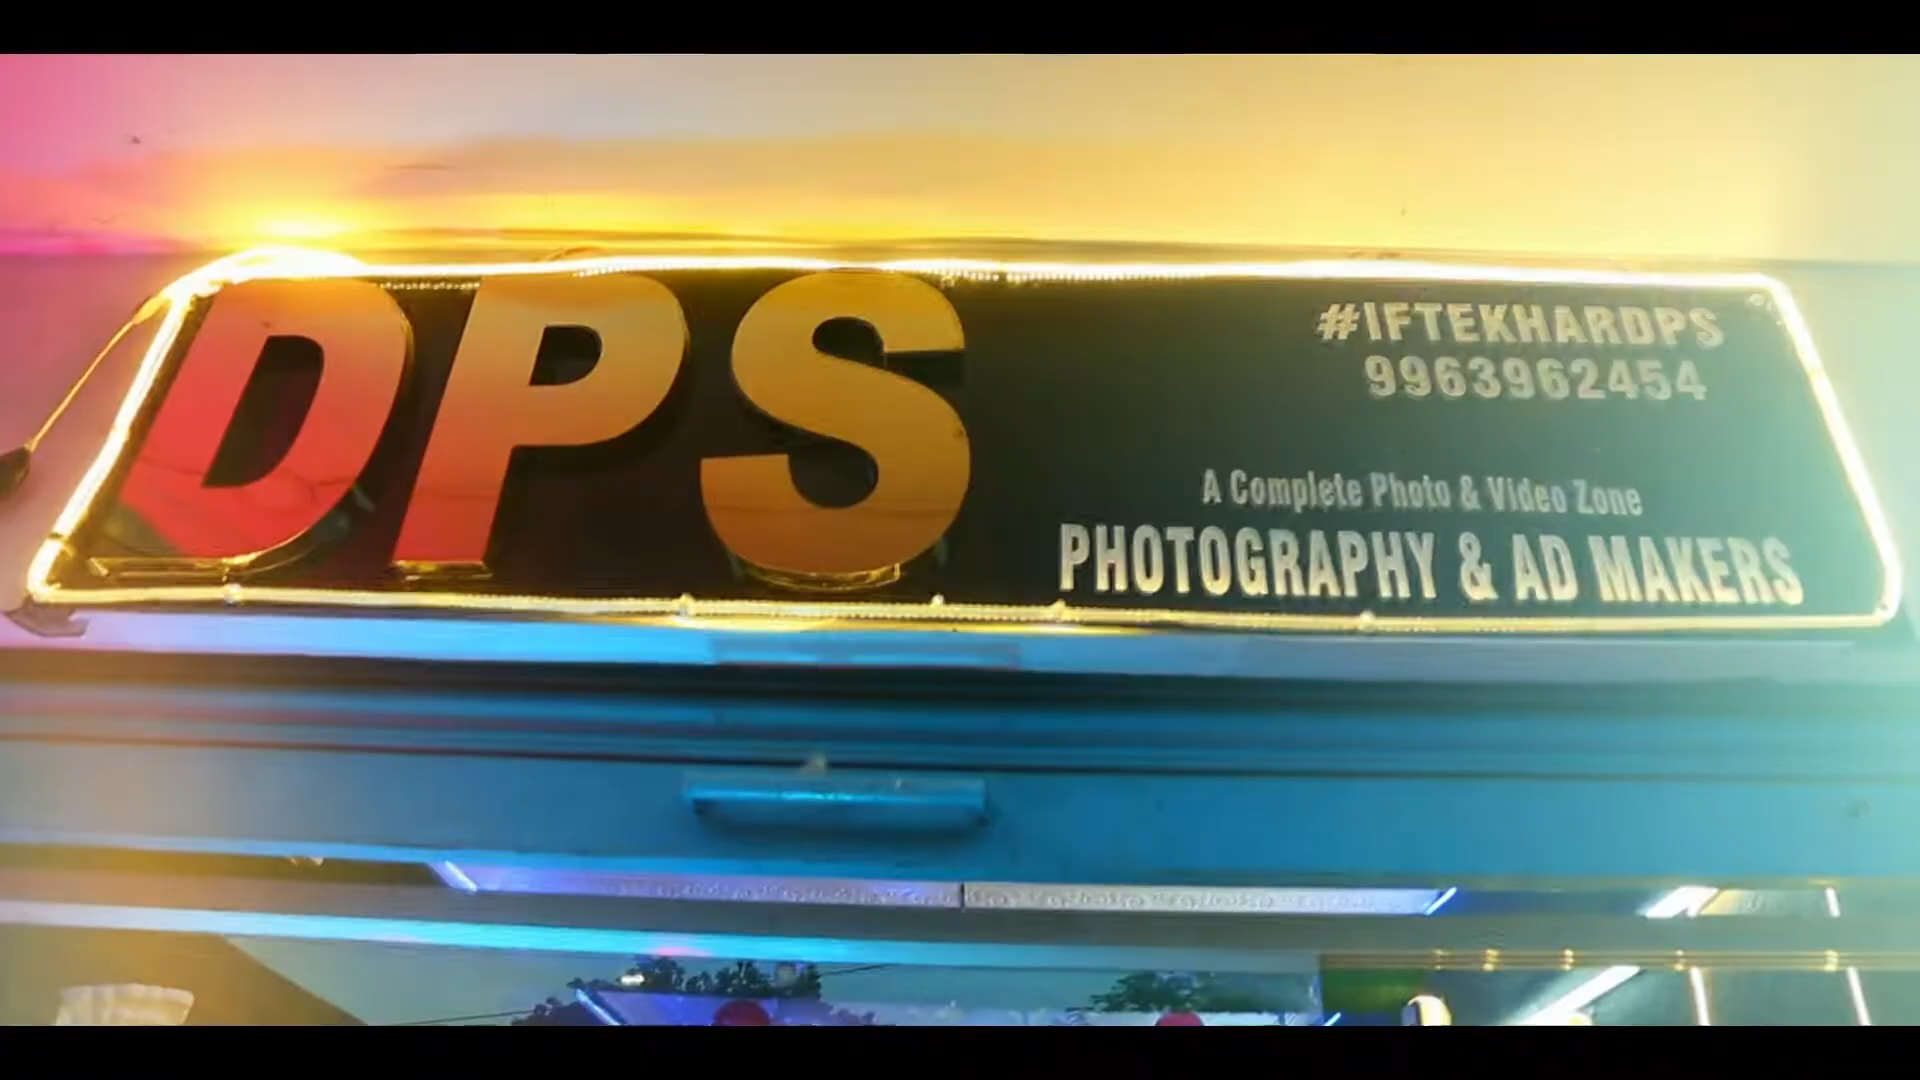 DPS
#IFTEKHARDPS
9963962454
A Complete Photo & Video Zone
PHOTOGRAPHY & AD MAKERS